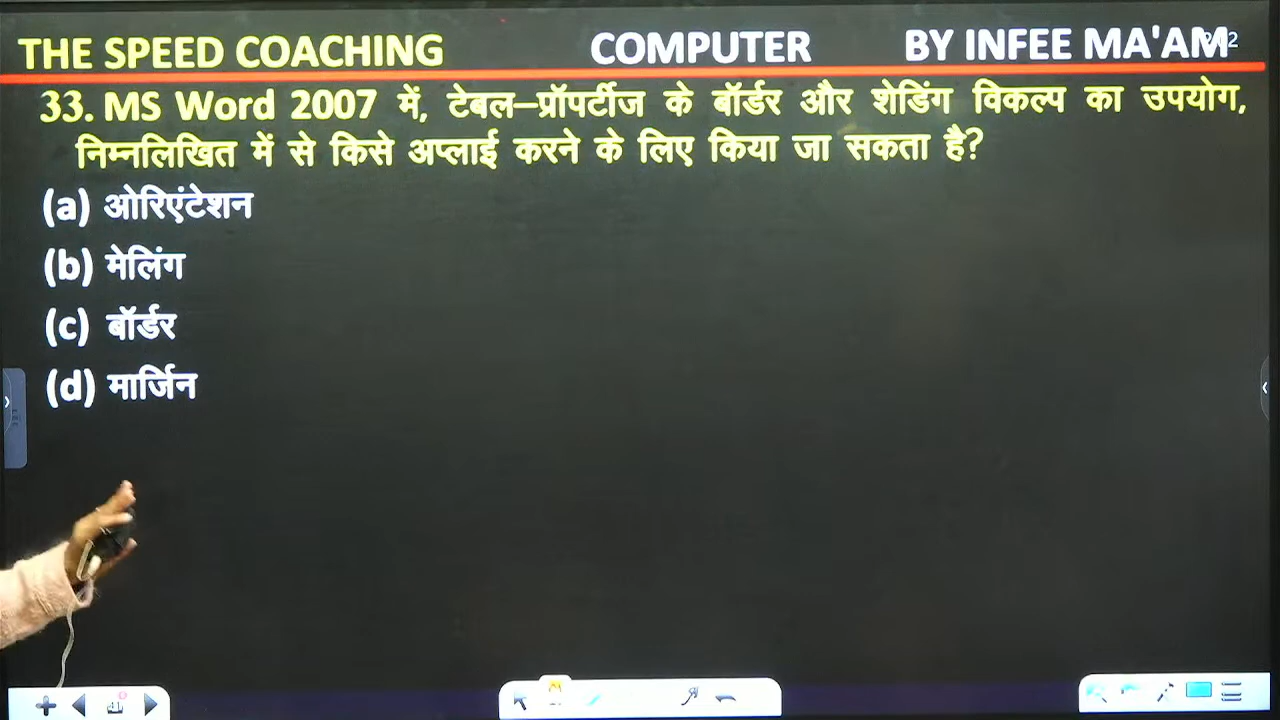 THE SPEED COACHING COMPUTER BY INFEE MA'AM
33. MS Word 2007 में, टेबल–प्रॉपर्टीज के बॉर्डर और शेडिंग विकल्प का उपयोग,
निम्नलिखित में से किसे अप्लाई करने के लिए किया जा सकता है?
(a) ओरिएंटेशन
(b) मेलिंग
(c) बॉर्डर
(d) मार्जिन